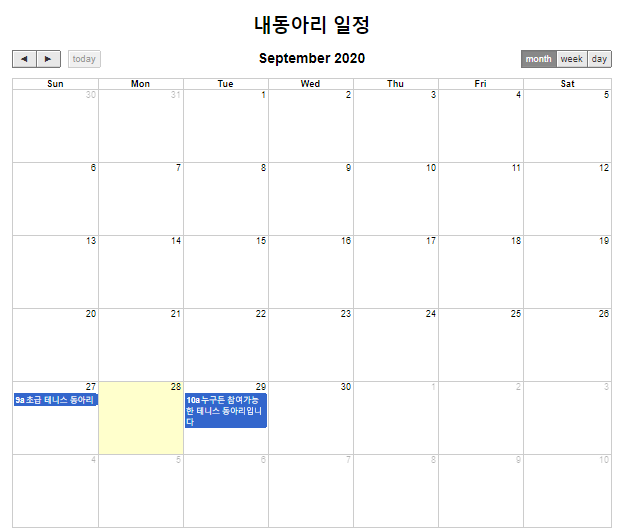 내동아리 일정
◄ ► today September 2020 month week day
Sun Mon Tue Wed Thu Fri Sat
30 31 1 2 3 4 5
6 7 8 9 10 11 12
13 14 15 16 17 18 19
20 21 22 23 24 25 26
27 28 29 30 1 2 3
9a 초급 테니스 동아리
10a 누구든 참여가능
한 테니스 동아리입니
다
4 5 6 7 8 9 10